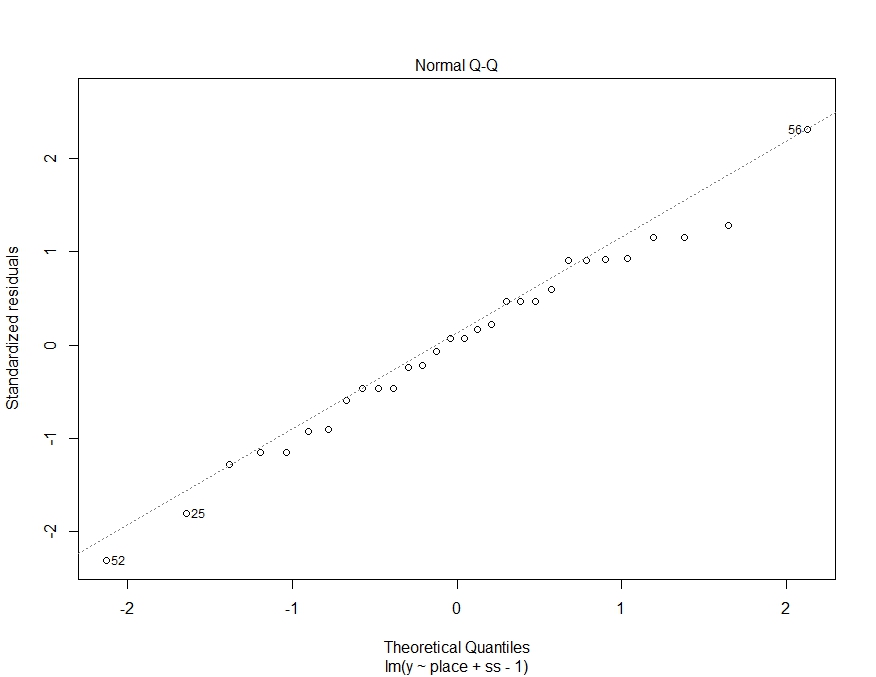 Normal Q-Q
56
2
1
Standardized residuals
0
-1
25
-2
52
-2 -1 0 1 2
Theoretical Quantiles
lm(y ~ place + ss - 1)